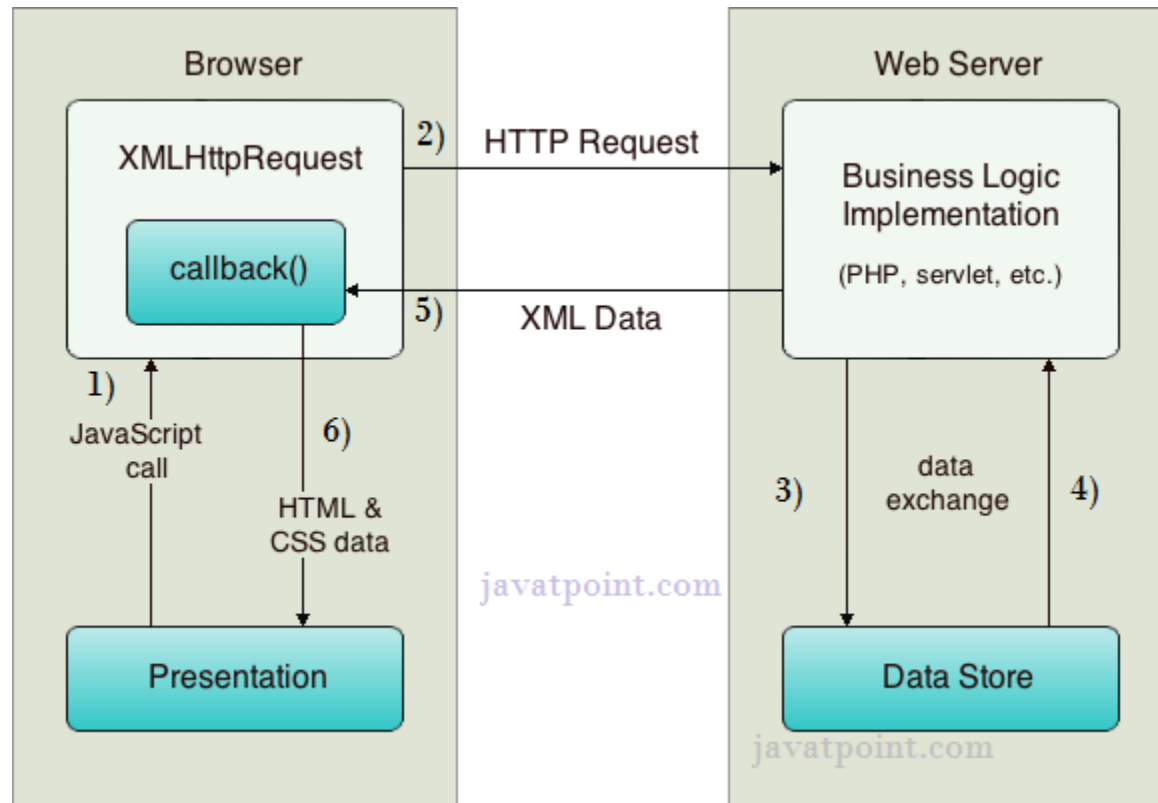 Browser
XMLHttpRequest
callback()
1)
JavaScript
call
2)
HTTP Request
5)
XML Data
6)
HTML &
CSS data
Presentation
Web Server
Business Logic
Implementation
(PHP, servlet, etc.)
3)
data
exchange
4)
Data Store
javatpoint.com
javatpoint.com